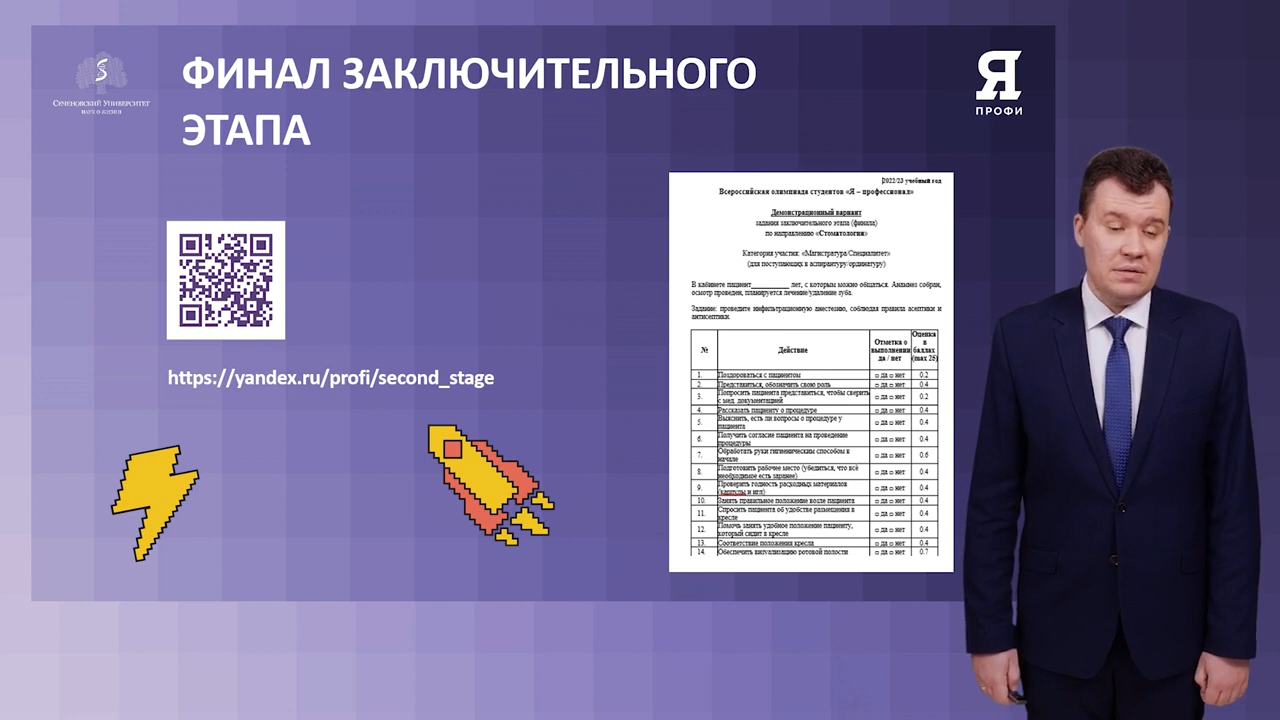 ФИНАЛ ЗАКЛЮЧИТЕЛЬНОГО
ЭТАПА
СЕЧЕНОВСКИЙ УНИВЕРСИТЕТ
НАУК О ЖИЗНИ
Я
ПРОФИ
https://yandex.ru/profi/second_stage
2022/23 учебный год
Всероссийская олимпиада студентов «Я – профессионал»
Демонстрационный вариант
задания заключительного этапа (финала)
по направлению «Стоматология»
Категория участия: «Магистратура/Специалитет»
(для поступающих в аспирантуру/ординатуру)
В кабинете пациент__________ лет, с которым можно общаться. Анамнез собран,
осмотр проведен, планируется лечение/удаление зуба.
Задание: проведите инфильтрационную анестезию, соблюдая правила асептики и
антисептики.
№ Действие Отметка о выполнении да / нет Оценка в баллах (max 25)
1. Поздороваться с пациентом □ да □ нет 0.2
2. Представиться, обозначить свою роль □ да □ нет 0.4
3. Попросить пациента представиться, чтобы сверить
с мед. документацией □ да □ нет 0.2
4. Рассказать пациенту о процедуре □ да □ нет 0.4
5. Выяснить, есть ли вопросы о процедуре у
пациента □ да □ нет 0.4
6. Получить согласие пациента на проведение
процедуры □ да □ нет 0.4
7. Обработать руки гигиеническим способом в
начале □ да □ нет 0.6
8. Подготовить рабочее место (убедиться, что всё
необходимое есть заранее) □ да □ нет 0.4
9. Проверить годность расходных материалов
(канюлы и игл) □ да □ нет 0.4
10. Занять правильное положение возле пациента □ да □ нет 0.4
11. Спросить пациента об удобстве размещения в
кресле □ да □ нет 0.4
12. Помочь занять удобное положение пациенту,
который сидит в кресле □ да □ нет 0.4
13. Соответствие положения кресла □ да □ нет 0.4
14. Обеспечить визуализацию ротовой полости □ да □ нет 0.7